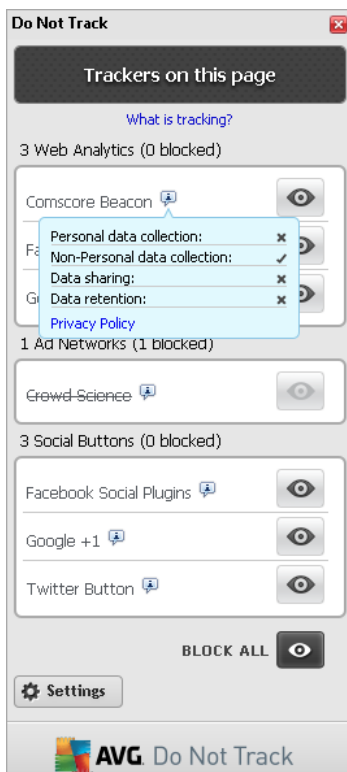 Do Not Track
Trackers on this page
What is tracking?
3 Web Analytics (0 blocked)
Comscore Beacon
Personal data collection:
Non-Personal data collection:
Data sharing:
Data retention:
Privacy Policy
1 Ad Networks (1 blocked)
Crowd Science
3 Social Buttons (0 blocked)
Facebook Social Plugins
Google +1
Twitter Button
BLOCK ALL
Settings
AVG. Do Not Track